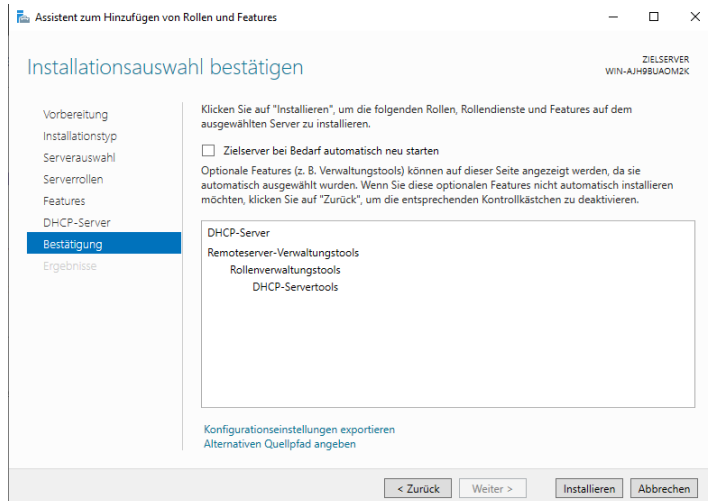 Assistent zum Hinzufügen von Rollen und Features
Installationsauswahl bestätigen
ZIELSERVER
WIN-AJH9BUAOM2K
Vorbereitung
Installationstyp
Serverauswahl
Serverrollen
Features
DHCP-Server
Bestätigung
Ergebnisse
Klicken Sie auf "Installieren", um die folgenden Rollen, Rollendienste und Features auf dem
ausgewählten Server zu installieren.
Zielserver bei Bedarf automatisch neu starten
Optionale Features (z. B. Verwaltungstools) können auf dieser Seite angezeigt werden, da sie
automatisch ausgewählt wurden. Wenn Sie diese optionalen Features nicht automatisch installieren
möchten, klicken Sie auf "Zurück", um die entsprechenden Kontrollkästchen zu deaktivieren.
DHCP-Server
Remoteserver-Verwaltungstools
Rollenverwaltungstools
DHCP-Servertools
Konfigurationseinstellungen exportieren
Alternativen Quellpfad angeben
< Zurück
Weiter >
Installieren
Abbrechen